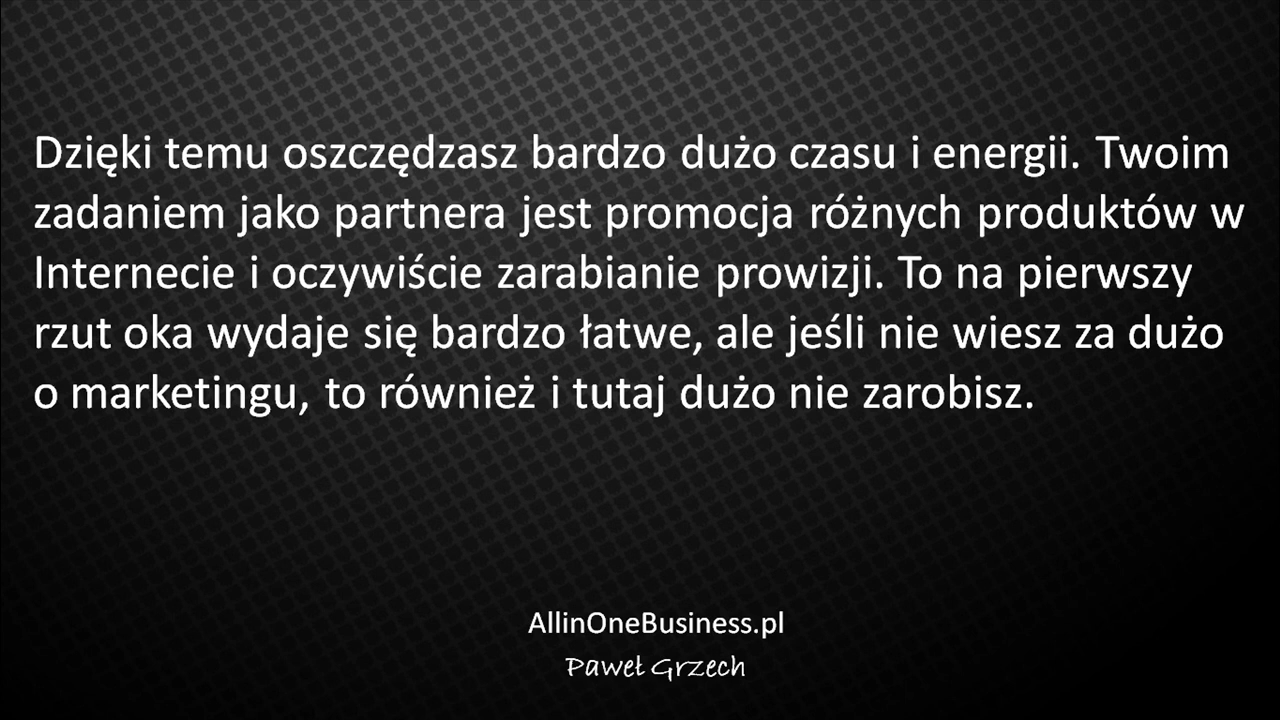 Dzięki temu oszczędzasz bardzo dużo czasu i energii. Twoim
zadaniem jako partnera jest promocja różnych produktów w
Internecie i oczywiście zarabianie prowizji. To na pierwszy
rzut oka wydaje się bardzo łatwe, ale jeśli nie wiesz za dużo
o marketingu, to również i tutaj dużo nie zarobisz.
AllinOneBusiness.pl
Paweł Grzech